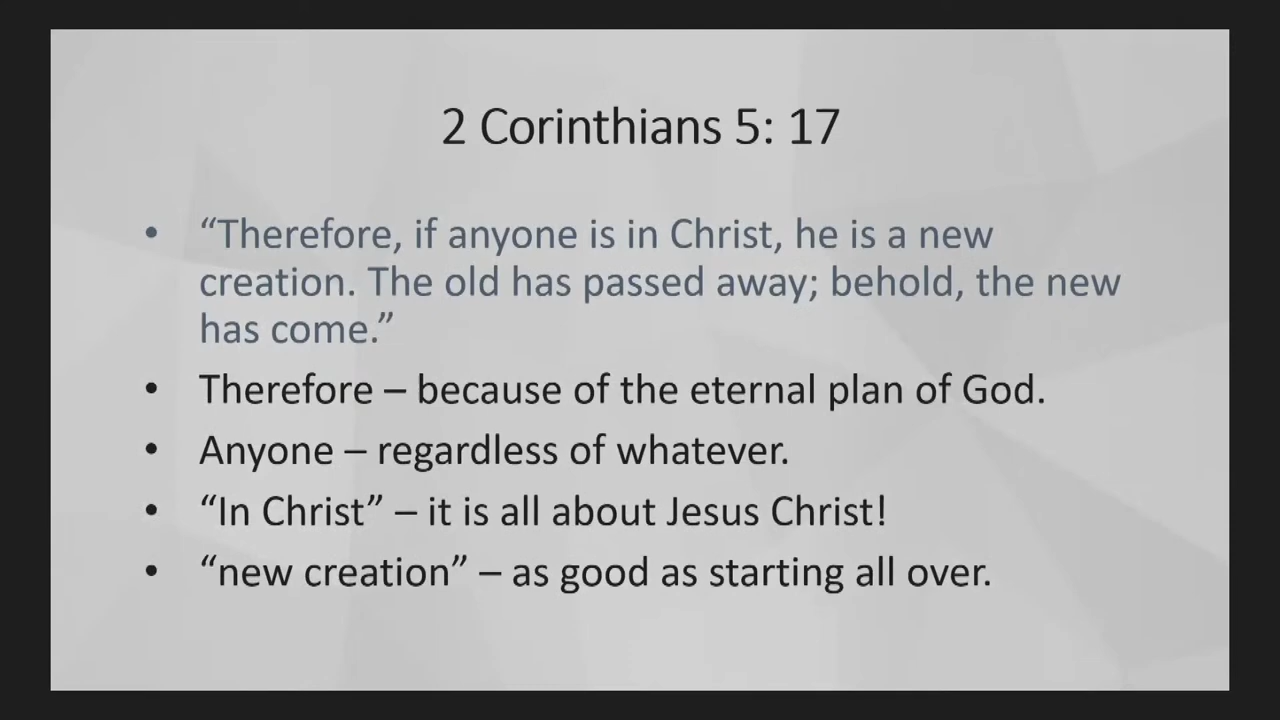 2 Corinthians 5: 17
• “Therefore, if anyone is in Christ, he is a new
creation. The old has passed away; behold, the new
has come.”
• Therefore – because of the eternal plan of God.
• Anyone – regardless of whatever.
• “In Christ” – it is all about Jesus Christ!
• “new creation” – as good as starting all over.